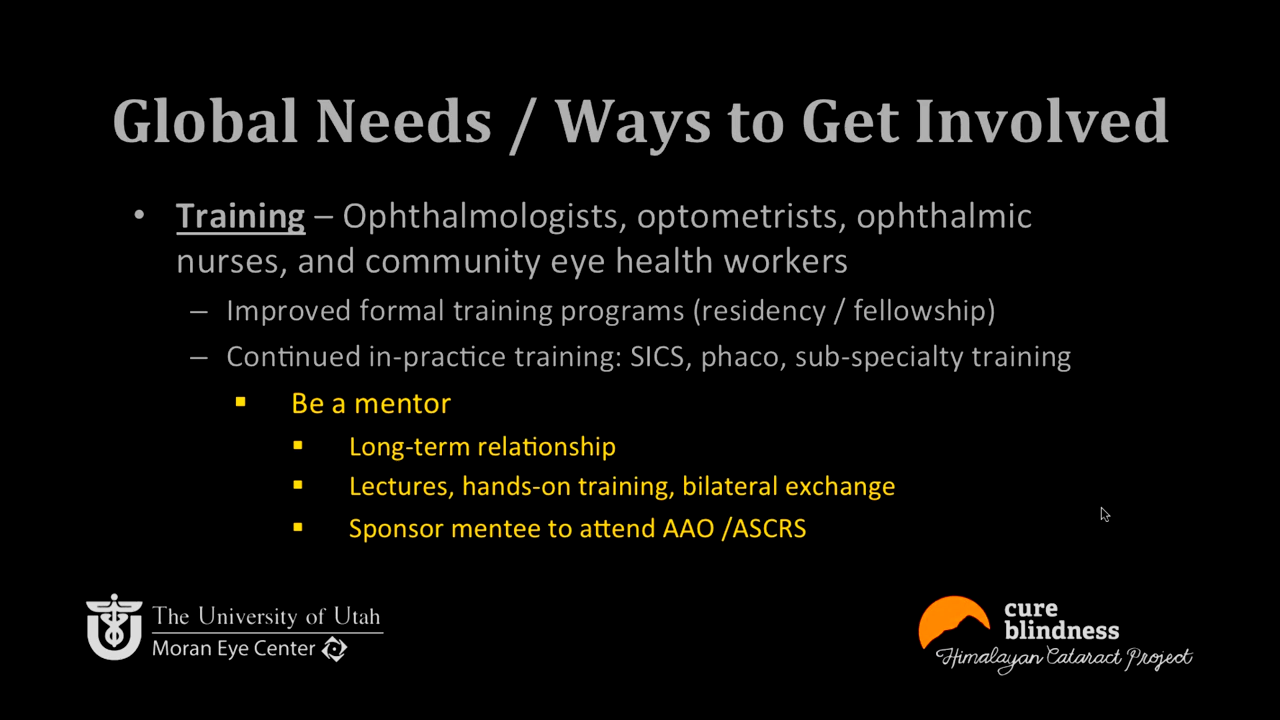 Global Needs / Ways to Get Involved
• Training – Ophthalmologists, optometrists, ophthalmic
nurses, and community eye health workers
– Improved formal training programs (residency / fellowship)
– Continued in-practice training: SICS, phaco, sub-specialty training
▪ Be a mentor
▪ Long-term relationship
▪ Lectures, hands-on training, bilateral exchange
▪ Sponsor mentee to attend AAO /ASCRS
The University of Utah
Moran Eye Center
cure
blindness
Himalayan Cataract Project